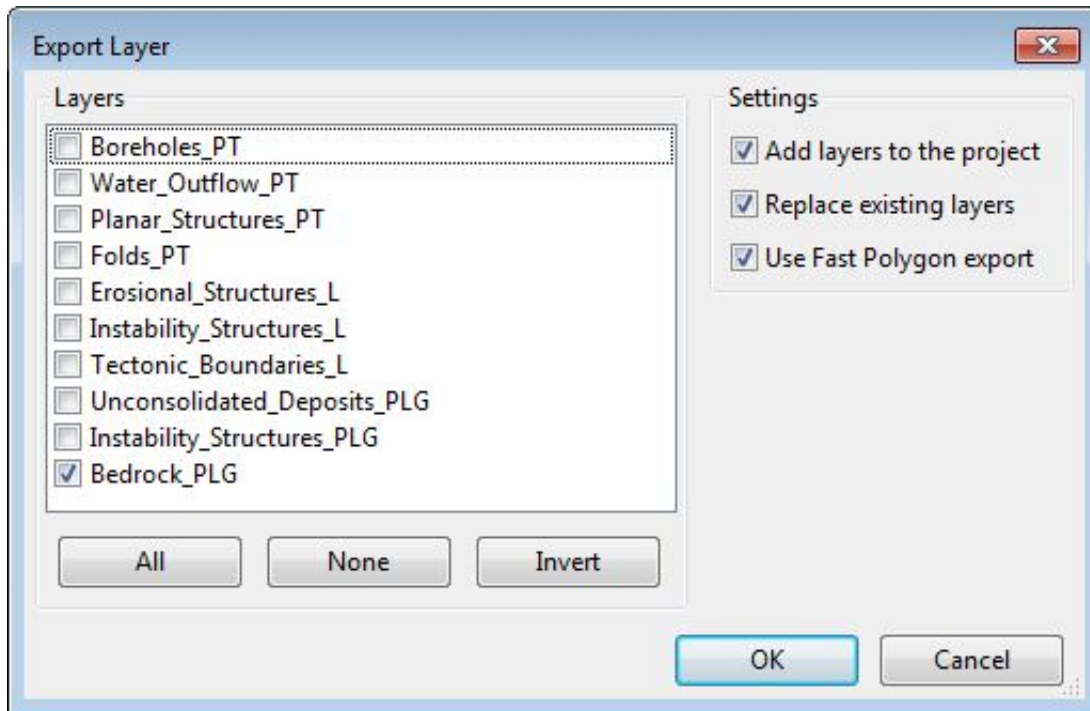 Export Layer
Layers
Boreholes_PT
Water_Outflow_PT
Planar_Structures_PT
Folds_PT
Erosional_Structures_L
Instability_Structures_L
Tectonic_Boundaries_L
Unconsolidated_Deposits_PLG
Instability_Structures_PLG
Bedrock_PLG
All None Invert
Settings
Add layers to the project
Replace existing layers
Use Fast Polygon export
OK Cancel